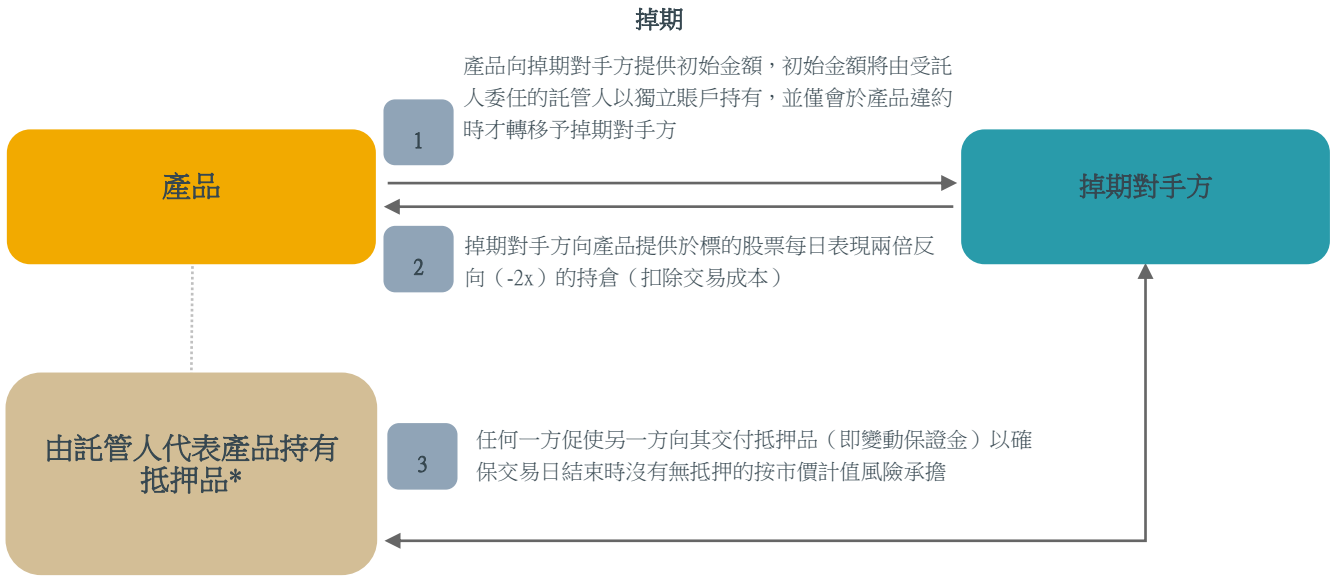 掉期
產品向掉期對手方提供初始金額，初始金額將由受託
人委任的託管人以獨立賬戶持有，並僅會於產品違約
時才轉移予掉期對手方
1
產品
掉期對手方
2
掉期對手方向產品提供於標的股票每日表現兩倍反
向（-2x）的持倉（扣除交易成本）
由託管人代表產品持有
抵押品*
3
任何一方促使另一方向其交付抵押品（即變動保證金）以確
保交易日結束時沒有無抵押的按市價計值風險承擔